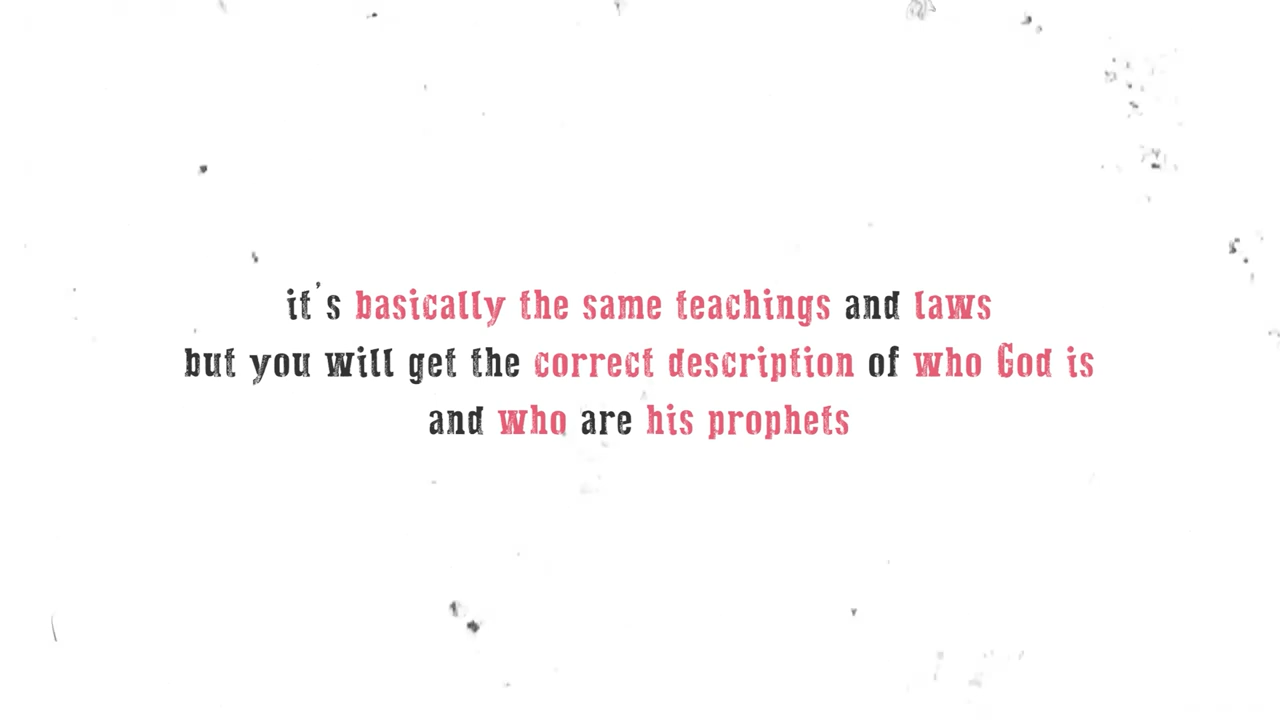 it's basically the same teachings and laws
but you will get the correct description of who God is
and who are his prophets